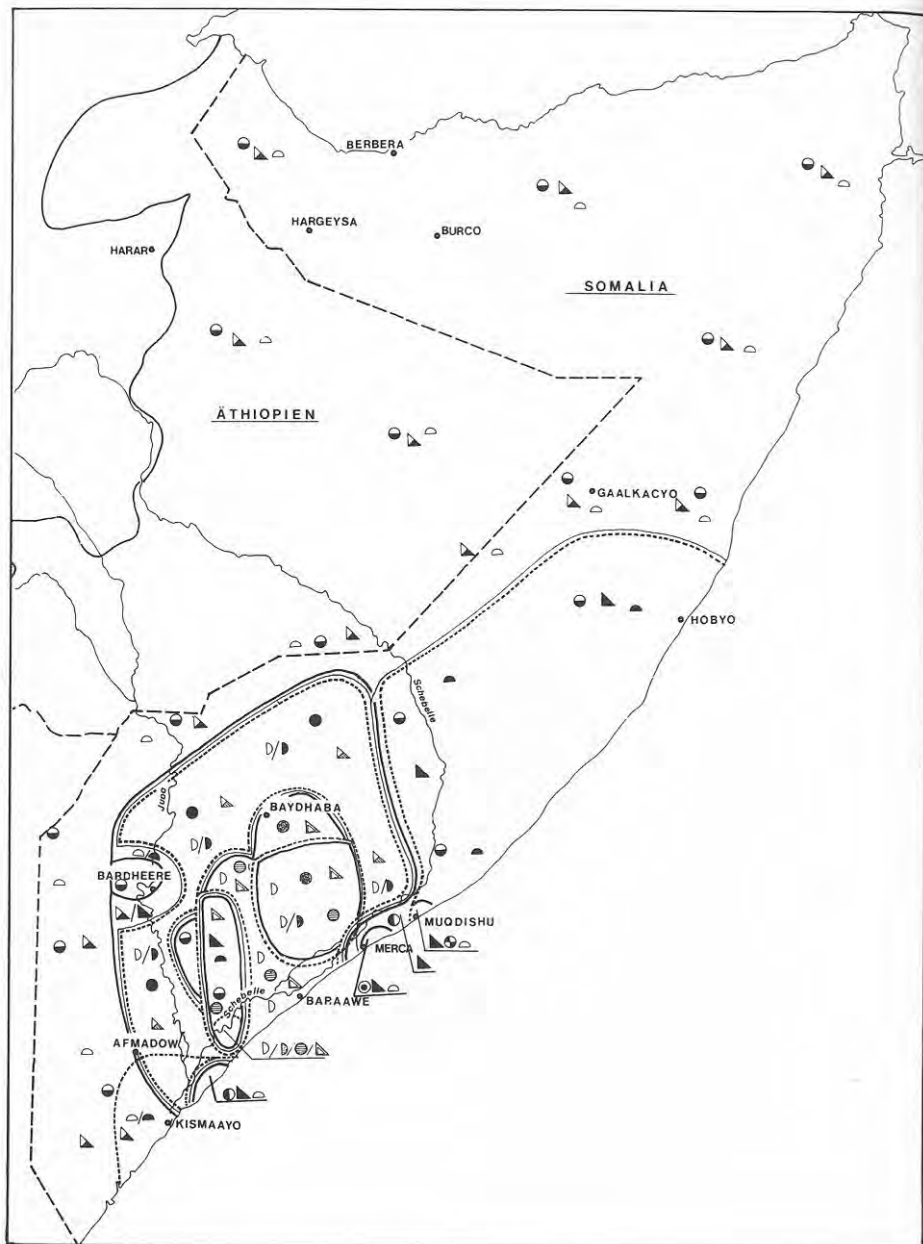 BERBERA
HARGEYSA
BURCO
HARAR
SOMALIA
ÄTHIOPIEN
GAALKACYO
HOBYO
Schebelle
Juba
BAYDHABA
BARDHEERE
MUQDISHU
MERCA
BARAAWE
Schebelle
AFMADOW
KISMAAYO